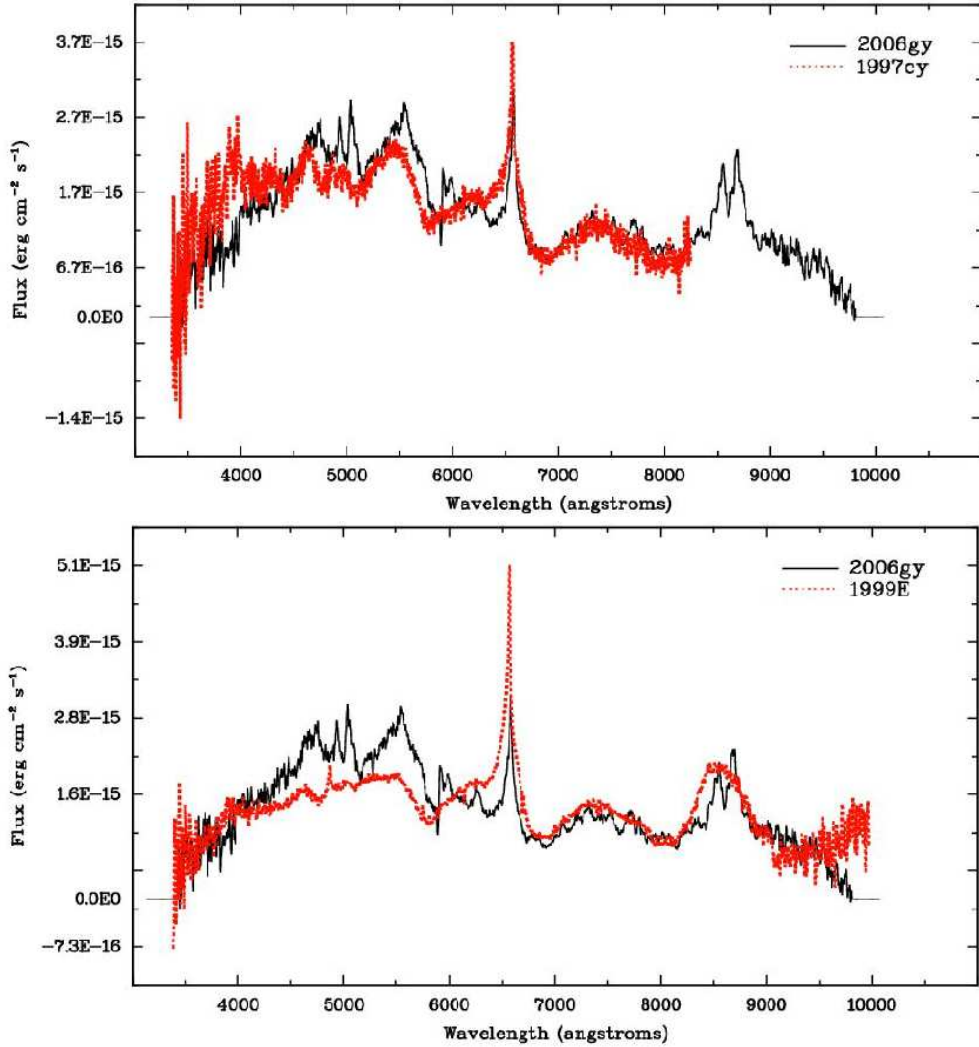 3.7E-15
2006gy
1997cy
2.7E-15
1.7E-15
6.7E-16
0.0E0
-1.4E-15
Flux (erg cm-2 s-1)
4000 5000 6000 7000 8000 9000 10000
Wavelength (angstroms)
5.1E-15
2006gy
1999E
3.9E-15
2.8E-15
1.6E-15
0.0E0
-7.3E-16
Flux (erg cm-2 s-1)
4000 5000 6000 7000 8000 9000 10000
Wavelength (angstroms)